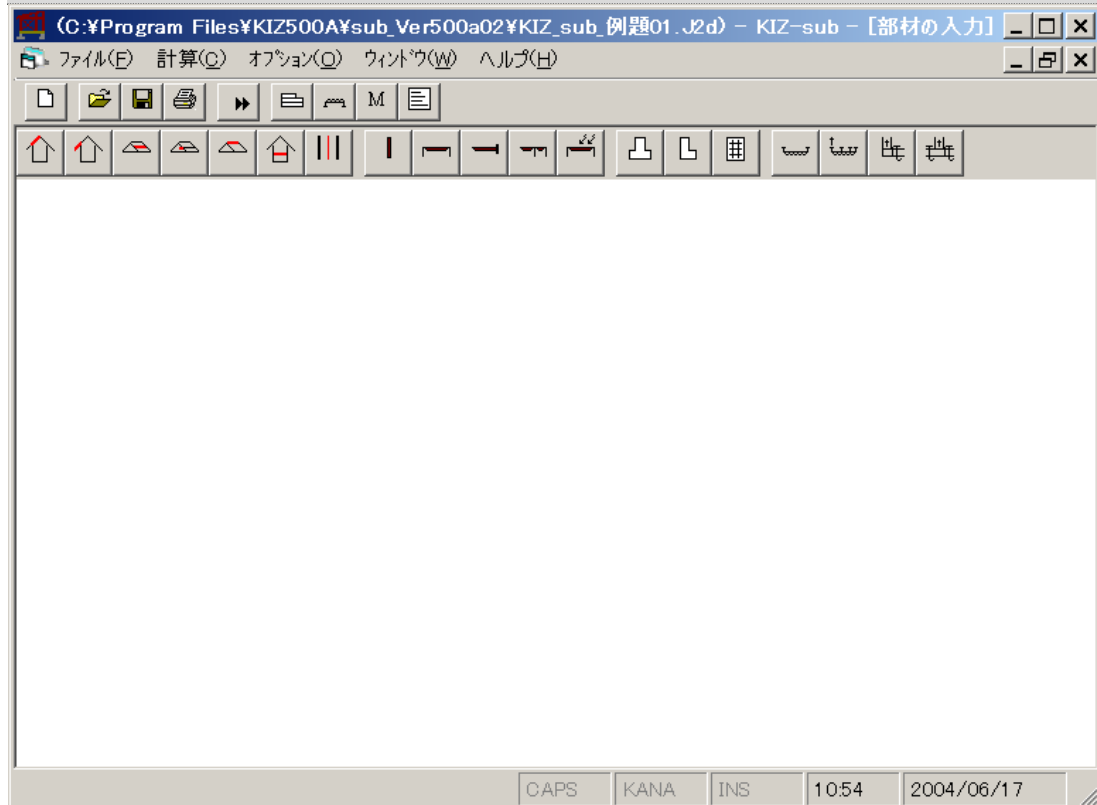 (C:¥Program Files¥KIZ500A¥sub_Ver500a02¥KIZ_sub_例題01.J2d) - KIZ-sub - [部材の入力]
ファイル(F) 計算(C) オプション(O) ウィンドウ(W) ヘルプ(H)
M
CAPS KANA INS 10:54 2004/06/17